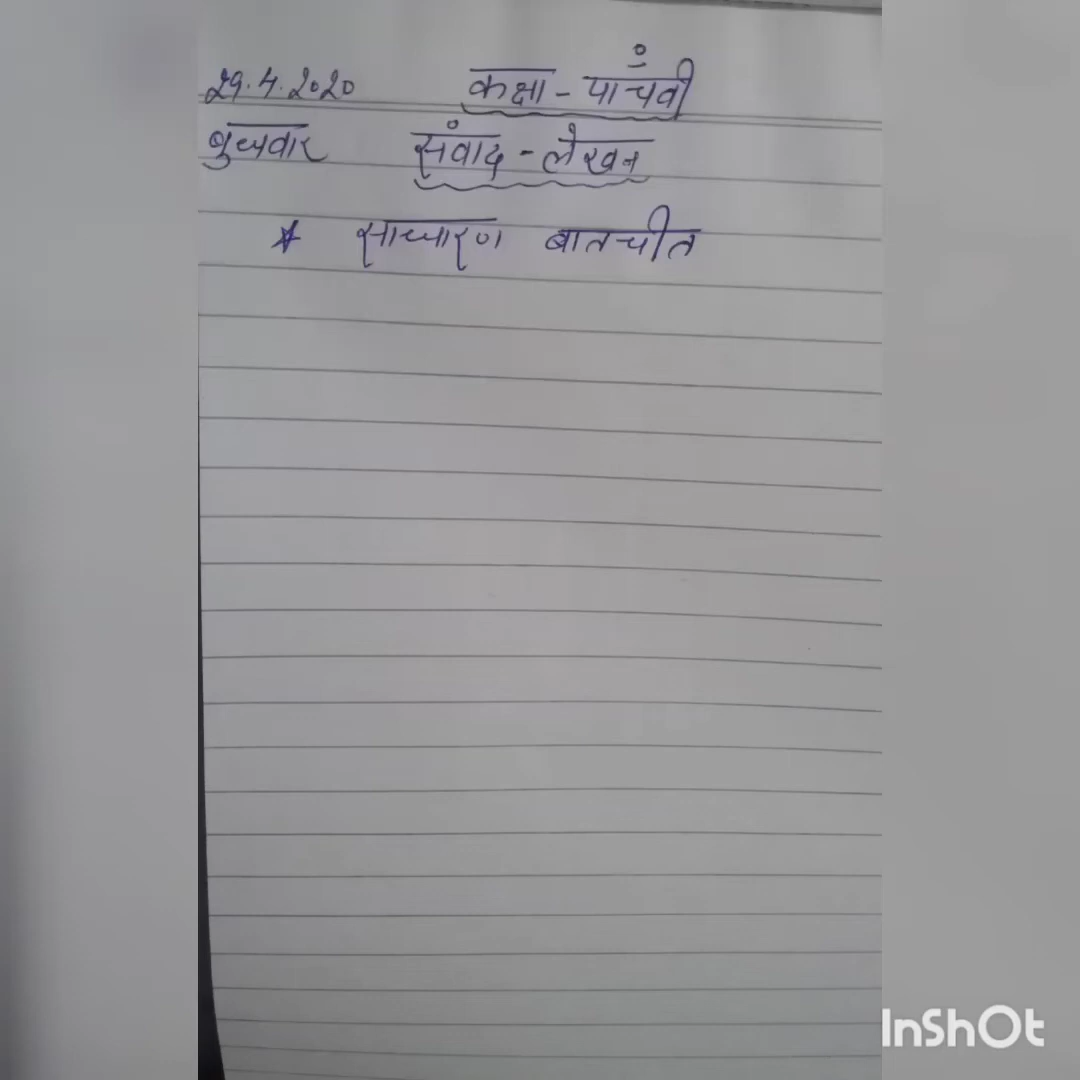 29.4.2020 कक्षा - पांचवी
बुधवार संवाद - लेखन
* साधारण बातचीत
InShOt